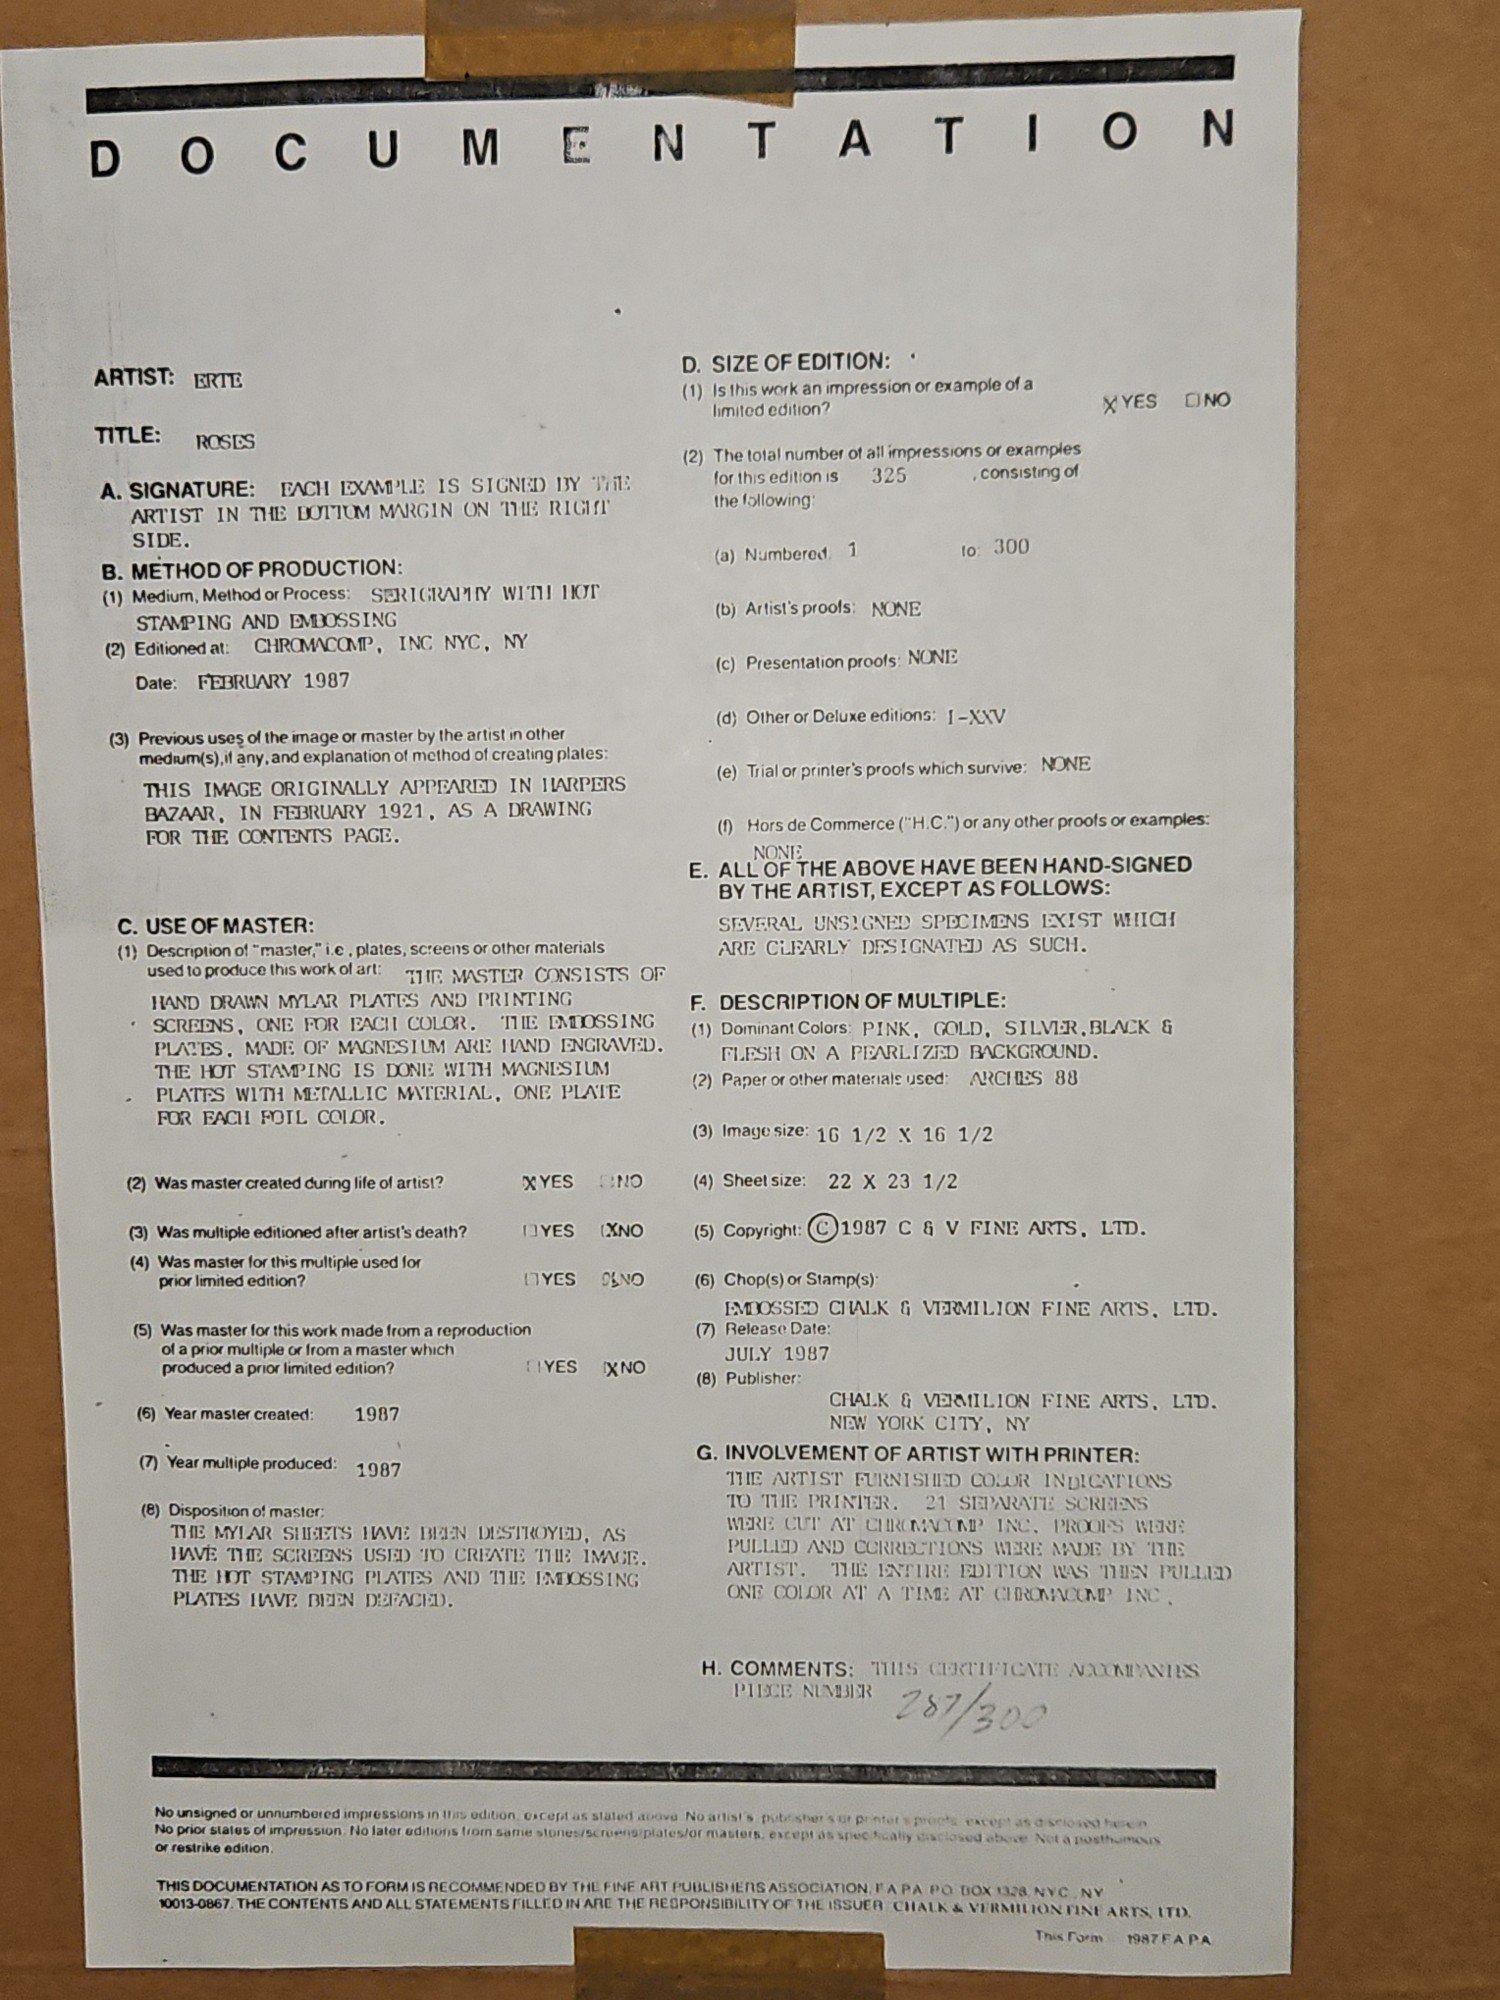 DOCUMENTATION
ARTIST: ERTE
TITLE: ROSES
A. SIGNATURE: EACH EXAMPLE IS SIGNED BY THE
ARTIST IN THE BOTTOM MARGIN ON THE RIGHT
SIDE.
B. METHOD OF PRODUCTION:
(1) Medium, Method or Process: SERIGRAPHY WITH HOT
STAMPING AND EMBOSSING
(2) Editioned at: CHROMACOMP, INC NYC, NY
Date: FEBRUARY 1987
(3) Previous uses of the image or master by the artist in other
medium(s), if any, and explanation of method of creating plates:
THIS IMAGE ORIGINALLY APPEARED IN HARPERS
BAZAAR, IN FEBRUARY 1921, AS A DRAWING
FOR THE CONTENTS PAGE.
C. USE OF MASTER:
(1) Description of "master," i.e., plates, screens or other materials
used to produce this work of art: THE MASTER CONSISTS OF
HAND DRAWN MYLAR PLATES AND PRINTING
SCREENS, ONE FOR EACH COLOR. THE EMBOSSING
PLATES, MADE OF MAGNESIUM ARE HAND ENGRAVED.
THE HOT STAMPING IS DONE WITH MAGNESIUM
PLATES WITH METALLIC MATERIAL, ONE PLATE
FOR EACH FOIL COLOR.
(2) Was master created during life of artist? X YES ☐ NO
(3) Was multiple editioned after artist's death? ☐ YES X NO
(4) Was master for this multiple used for
prior limited edition? ☐ YES X NO
(5) Was master for this work made from a reproduction
of a prior multiple or from a master which
produced a prior limited edition? ☐ YES X NO
(6) Year master created: 1987
(7) Year multiple produced: 1987
(8) Disposition of master:
THE MYLAR SHEETS HAVE BEEN DESTROYED, AS
HAVE THE SCREENS USED TO CREATE THE IMAGE.
THE HOT STAMPING PLATES AND THE EMBOSSING
PLATES HAVE BEEN DEFACED.
D. SIZE OF EDITION:
(1) Is this work an impression or example of a
limited edition? X YES ☐ NO
(2) The total number of all impressions or examples
for this edition is 325 , consisting of
the following:
(a) Numbered: 1 to: 300
(b) Artist's proofs: NONE
(c) Presentation proofs: NONE
(d) Other or Deluxe editions: I-XXV
(e) Trial or printer's proofs which survive: NONE
(f) Hors de Commerce ("H.C.") or any other proofs or examples:
NONE
E. ALL OF THE ABOVE HAVE BEEN HAND-SIGNED
BY THE ARTIST, EXCEPT AS FOLLOWS:
SEVERAL UNSIGNED SPECIMENS EXIST WHICH
ARE CLEARLY DESIGNATED AS SUCH.
F. DESCRIPTION OF MULTIPLE:
(1) Dominant Colors: PINK, GOLD, SILVER, BLACK &
FLESH ON A PEARLIZED BACKGROUND.
(2) Paper or other materials used: ARCHES 88
(3) Image size: 16 1/2 X 16 1/2
(4) Sheet size: 22 X 23 1/2
(5) Copyright: © 1987 C & V FINE ARTS, LTD.
(6) Chop(s) or Stamp(s):
EMBOSSED CHALK & VERMILION FINE ARTS, LTD.
(7) Release Date:
JULY 1987
(8) Publisher:
CHALK & VERMILION FINE ARTS, LTD.
NEW YORK CITY, NY
G. INVOLVEMENT OF ARTIST WITH PRINTER:
THE ARTIST FURNISHED COLOR INDICATIONS
TO THE PRINTER. 21 SEPARATE SCREENS
WERE CUT AT CHROMACOMP INC. PROOFS WERE
PULLED AND CORRECTIONS WERE MADE BY THE
ARTIST. THE ENTIRE EDITION WAS THEN PULLED
ONE COLOR AT A TIME AT CHROMACOMP INC.
H. COMMENTS: THIS CERTIFICATE ACCOMPANIES
PIECE NUMBER 287/300
No unsigned or unnumbered impressions in this edition, except as stated above. No artist's, publisher's or printer's proofs, except as disclosed herein.
No prior states of impression. No later editions from same stones/screens/plates/or masters, except as specifically disclosed above. Not a posthumous
or restrike edition.
THIS DOCUMENTATION AS TO FORM IS RECOMMENDED BY THE FINE ART PUBLISHERS ASSOCIATION, F A P A P.O. BOX 1328, NYC, NY
10013-0867. THE CONTENTS AND ALL STATEMENTS FILLED IN ARE THE RESPONSIBILITY OF THE ISSUER CHALK & VERMILION FINE ARTS, LTD.
This Form 1987 F A P A